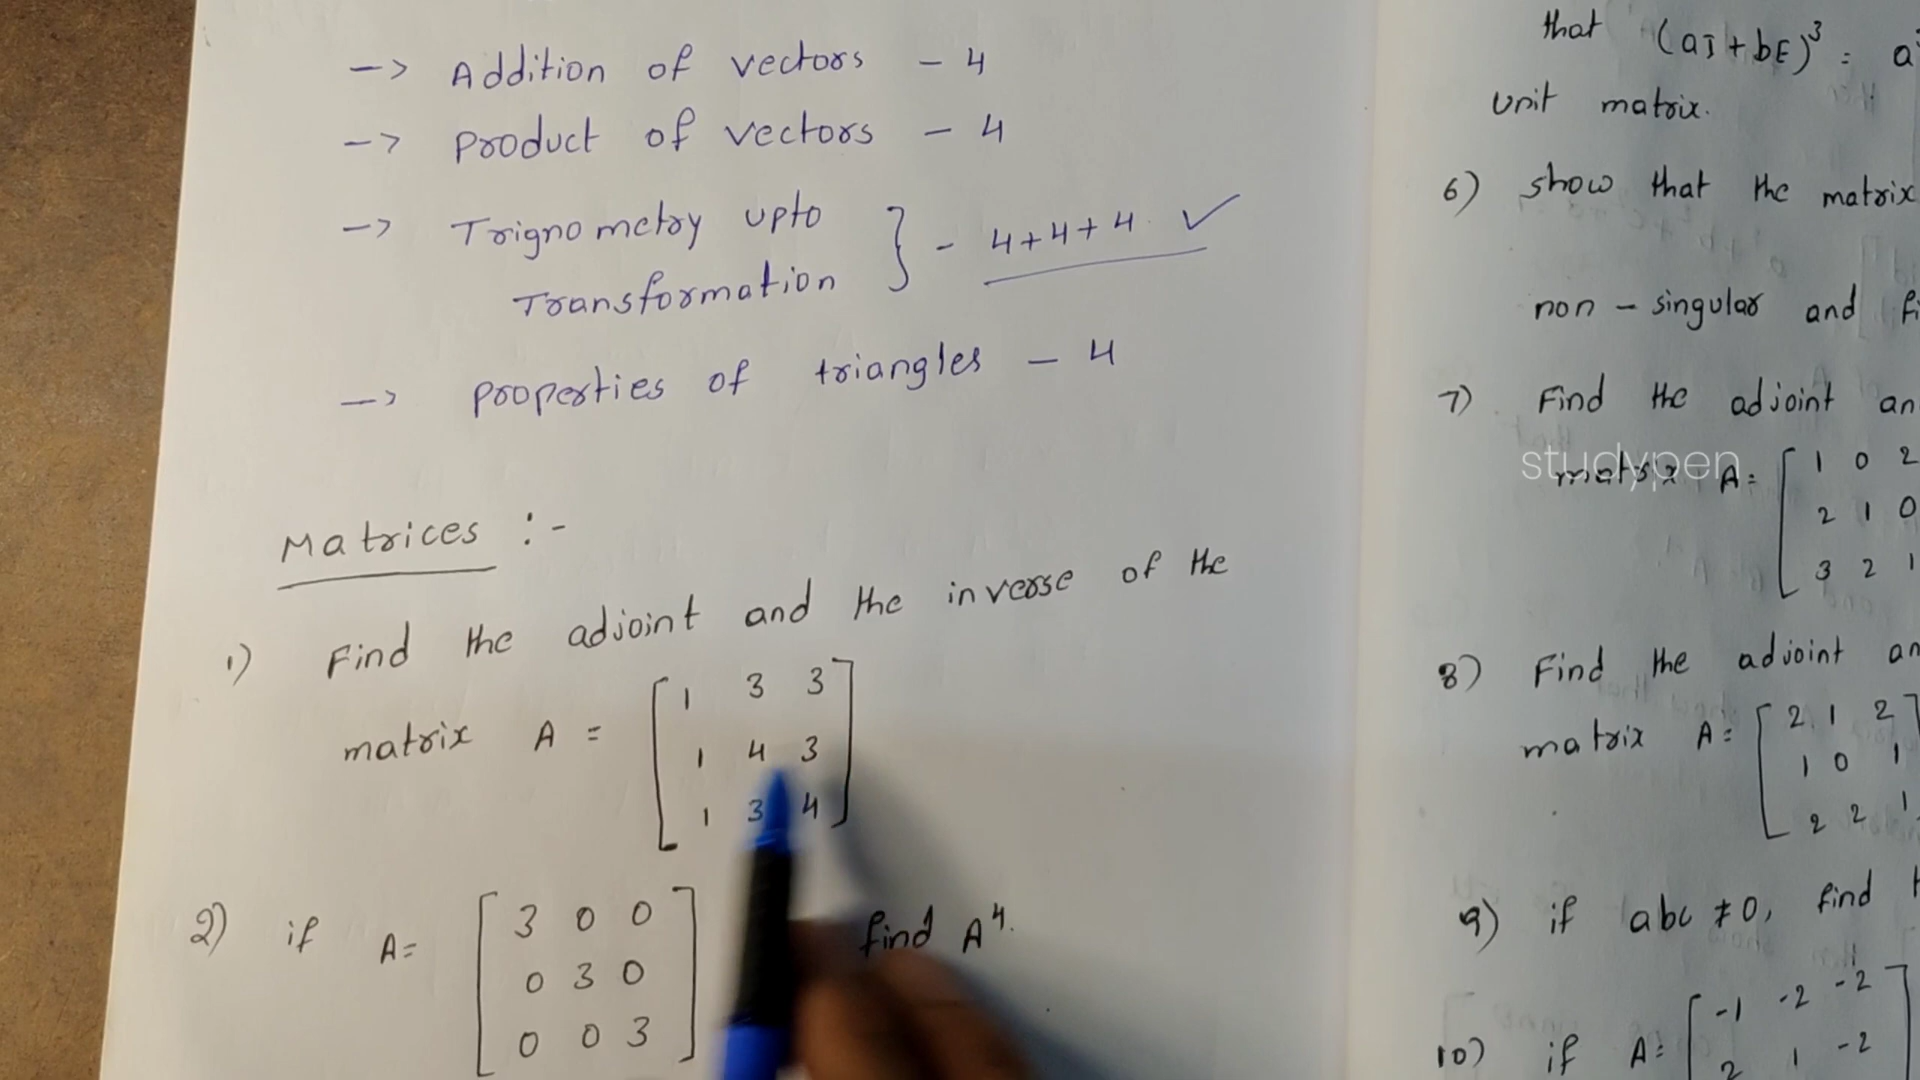 -> Addition of vectors - 4
-> product of vectors - 4
-> Trignometry upto
Transformation } - 4+4+4 ✓
-> properties of triangles - 4
Matrices :-
1) Find the adjoint and the inverse of the
matrix A = [ 1 3 3
1 4 3
1 3 4 ]
2) if A= [ 3 0 0
0 3 0
0 0 3 ] find A⁴.
that (aI+bE)³ = a
unit matrix.
6) show that the matrix
non-singular and
7) Find the adjoint
studypen
matrix A= [ 1 0 2
2 1 0
3 2 1
8) Find the adjoint
matrix A= [ 2 1 2 ]
1 0 1
2 2 1
9) if abc ≠0, find
10) if A= [ -1 -2 -2 ]
2 1 -2